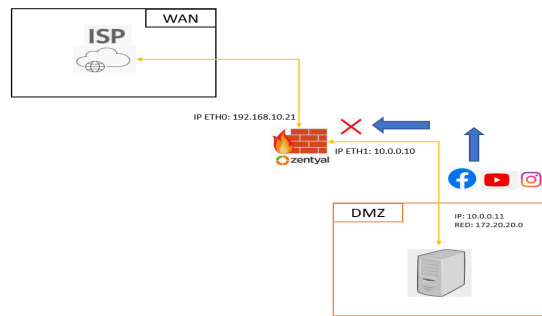 WAN
ISP
IP ETH0: 192.168.10.21
IP ETH1: 10.0.0.10
zentyal
DMZ
IP: 10.0.0.11
RED: 172.20.20.0